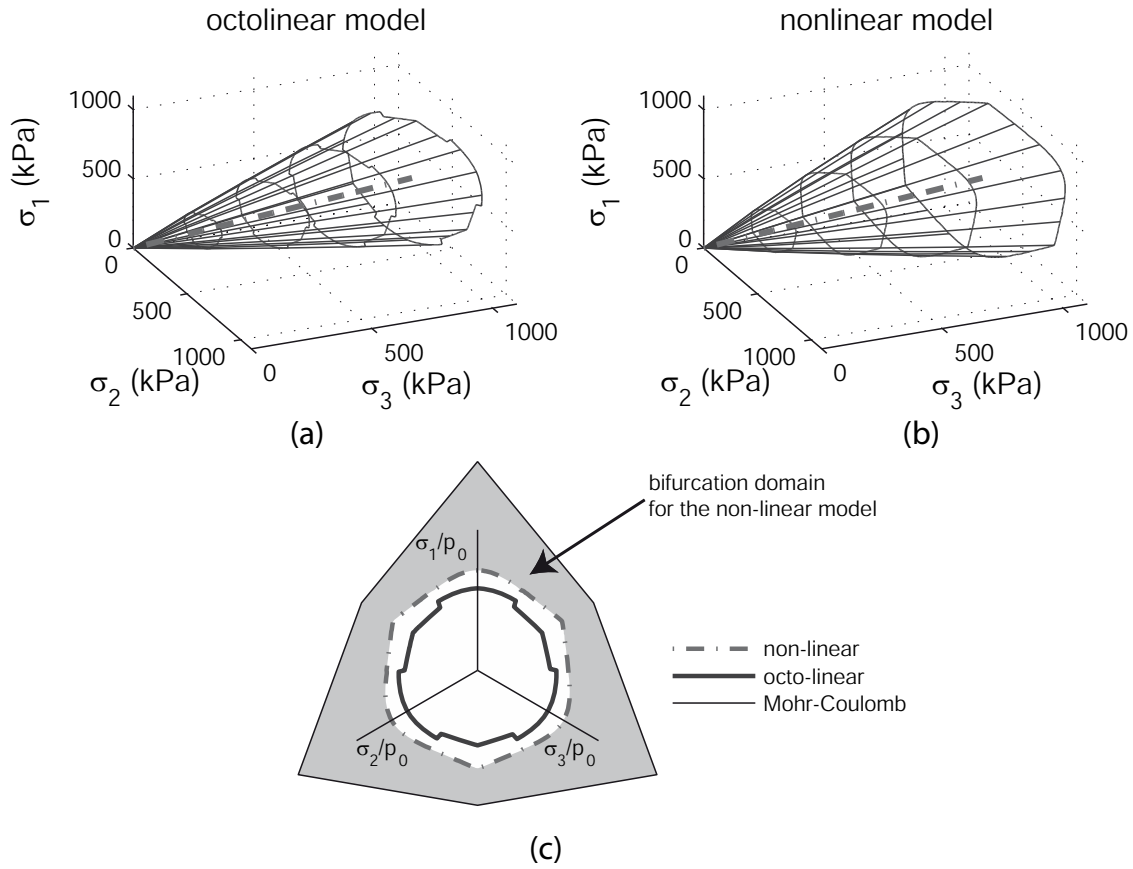 octolinear model
nonlinear model
1000
500
0
σ1 (kPa)
0
500
1000
σ2 (kPa)
0
500
1000
σ3 (kPa)
(a)
1000
500
0
σ1 (kPa)
0
500
1000
σ2 (kPa)
0
500
1000
σ3 (kPa)
(b)
bifurcation domain
for the non-linear model
σ1/p0
σ2/p0
σ3/p0
non-linear
octo-linear
Mohr-Coulomb
(c)